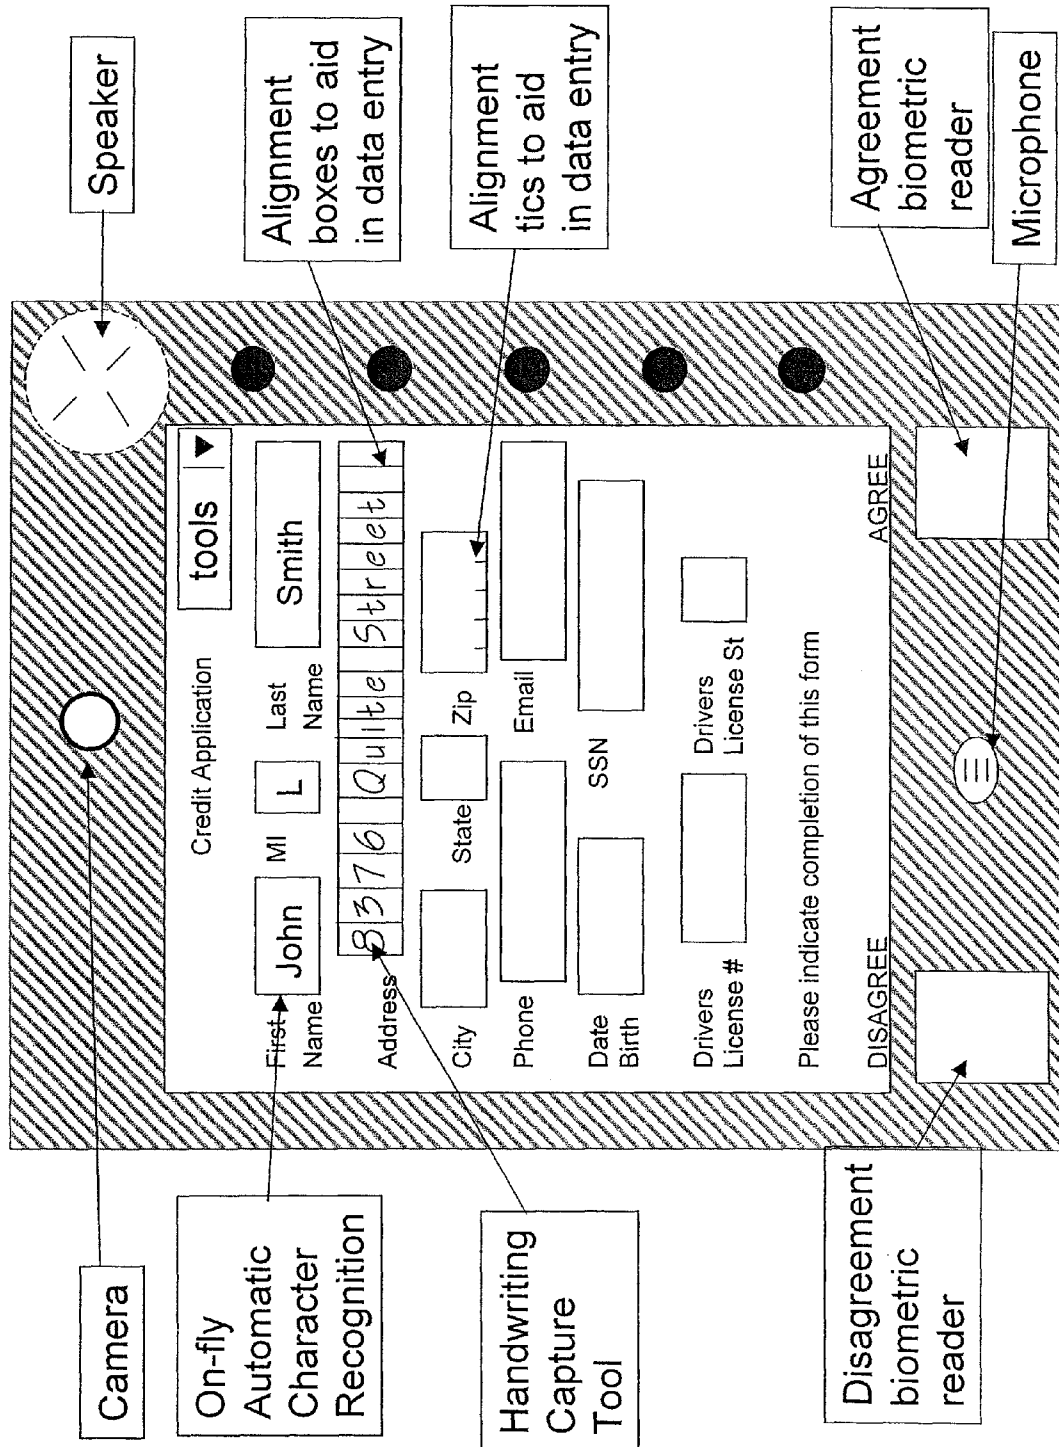 Camera
Speaker
On-fly
Automatic
Character
Recognition
Handwriting
Capture
Tool
Disagreement
biometric
reader
Credit Application
tools
First
Name
John
MI
L
Last
Name
Smith
Address
8376 Quite Street
City
State
Zip
Phone
Email
Date
Birth
SSN
Drivers
License #
Drivers
License St
Please indicate completion of this form
DISAGREE
AGREE
Alignment
boxes to aid
in data entry
Alignment
tics to aid
in data entry
Agreement
biometric
reader
Microphone